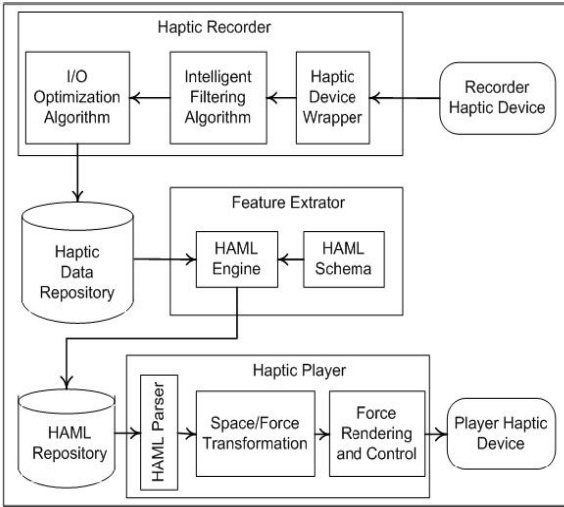 Haptic Recorder
I/O
Optimization
Algorithm
Intelligent
Filtering
Algorithm
Haptic
Device
Wrapper
Recorder
Haptic Device
Haptic
Data
Repository
Feature Extrator
HAML
Engine
HAML
Schema
HAML
Repository
Haptic Player
HAML Parser
Space/Force
Transformation
Force
Rendering
and Control
Player Haptic
Device